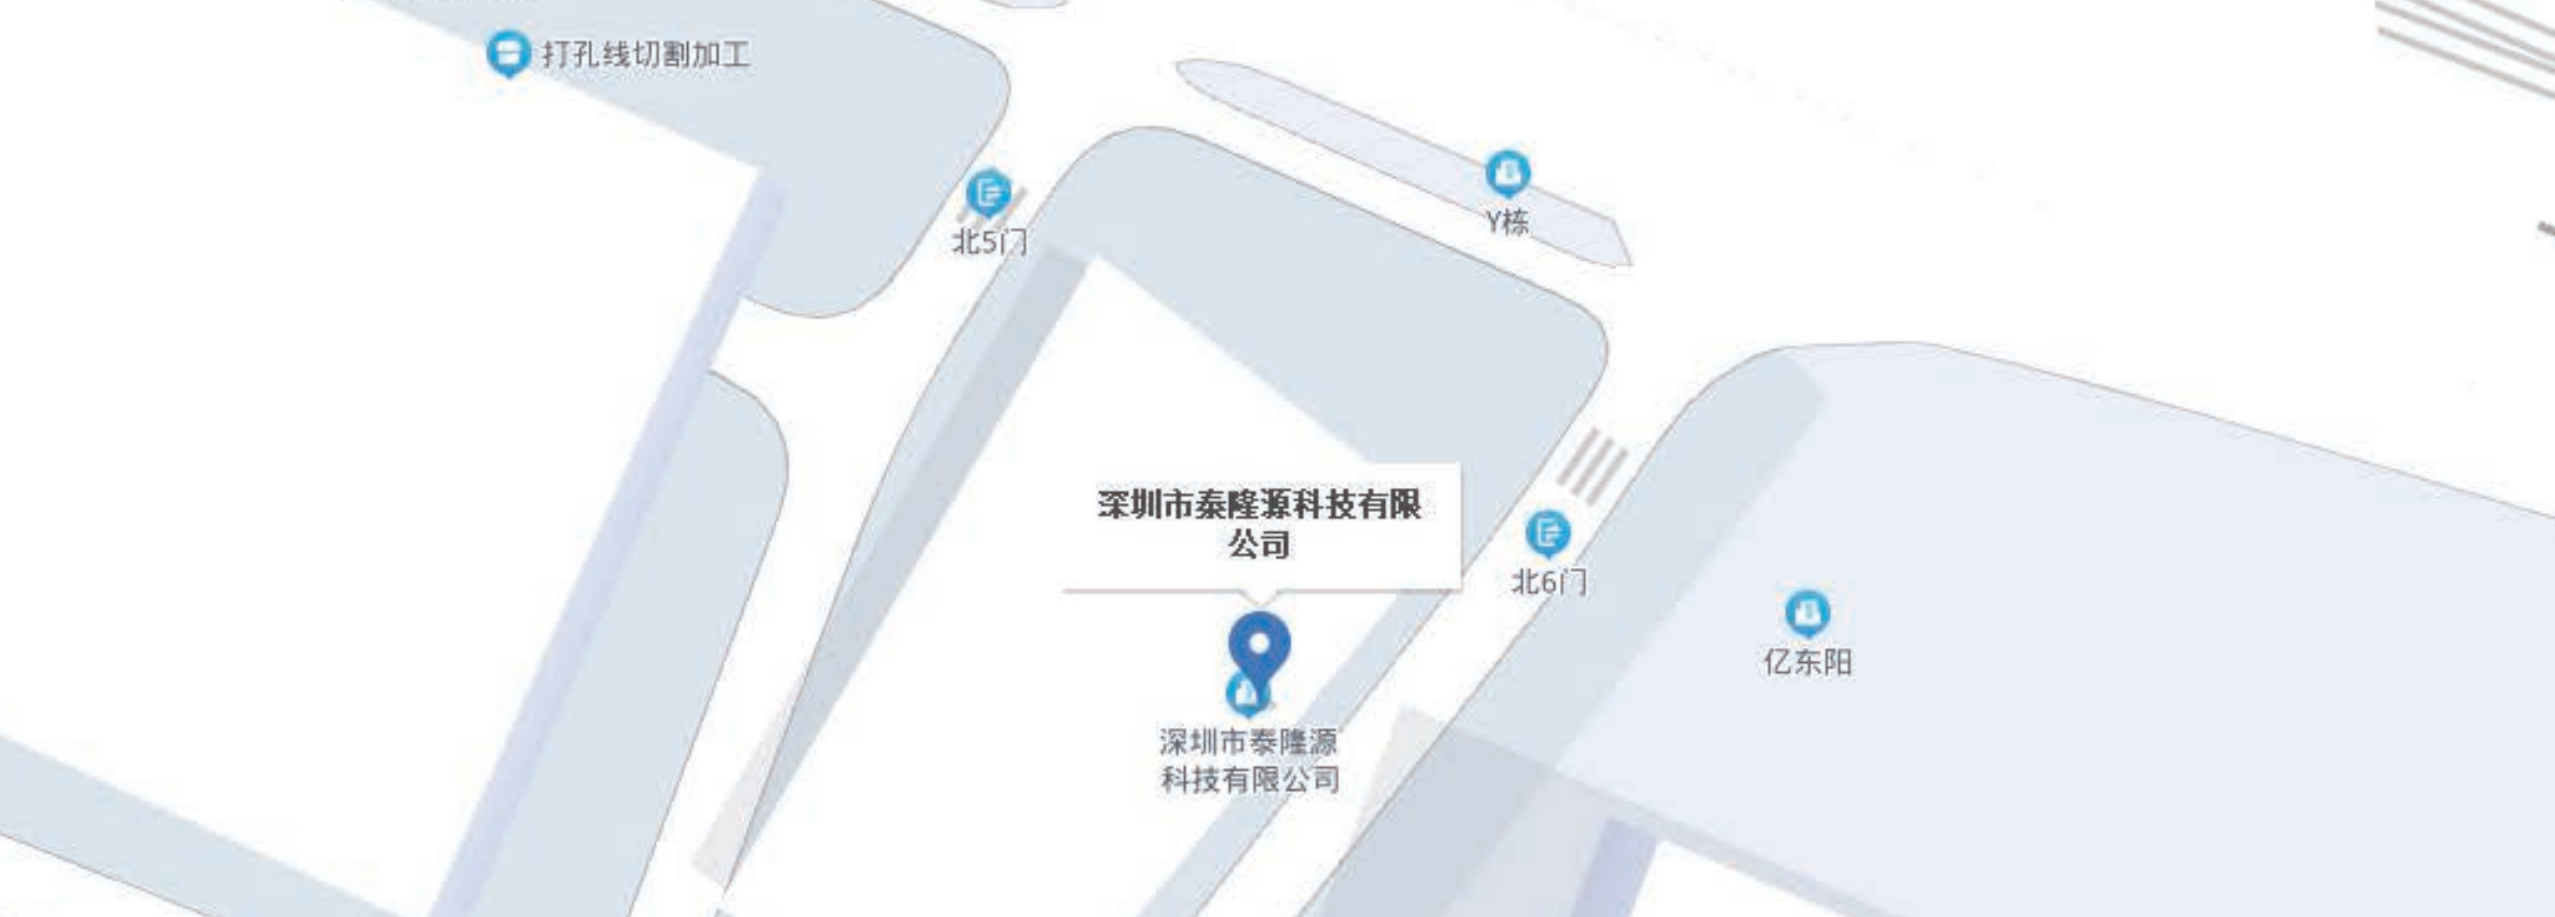 打孔线切割加工
Y栋
北5门
深圳市泰隆源科技有限
公司
北6门
亿东阳
深圳市泰隆源
科技有限公司